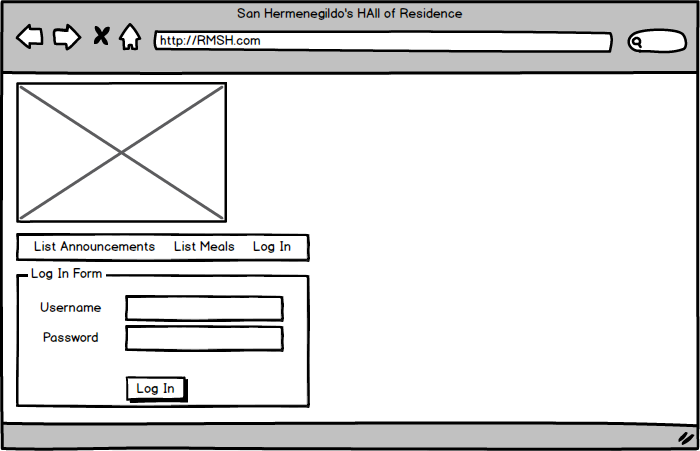 San Hermenegildo's HAll of Residence
http://RMSH.com
List Announcements List Meals Log In
Log In Form
Username
Password
Log In